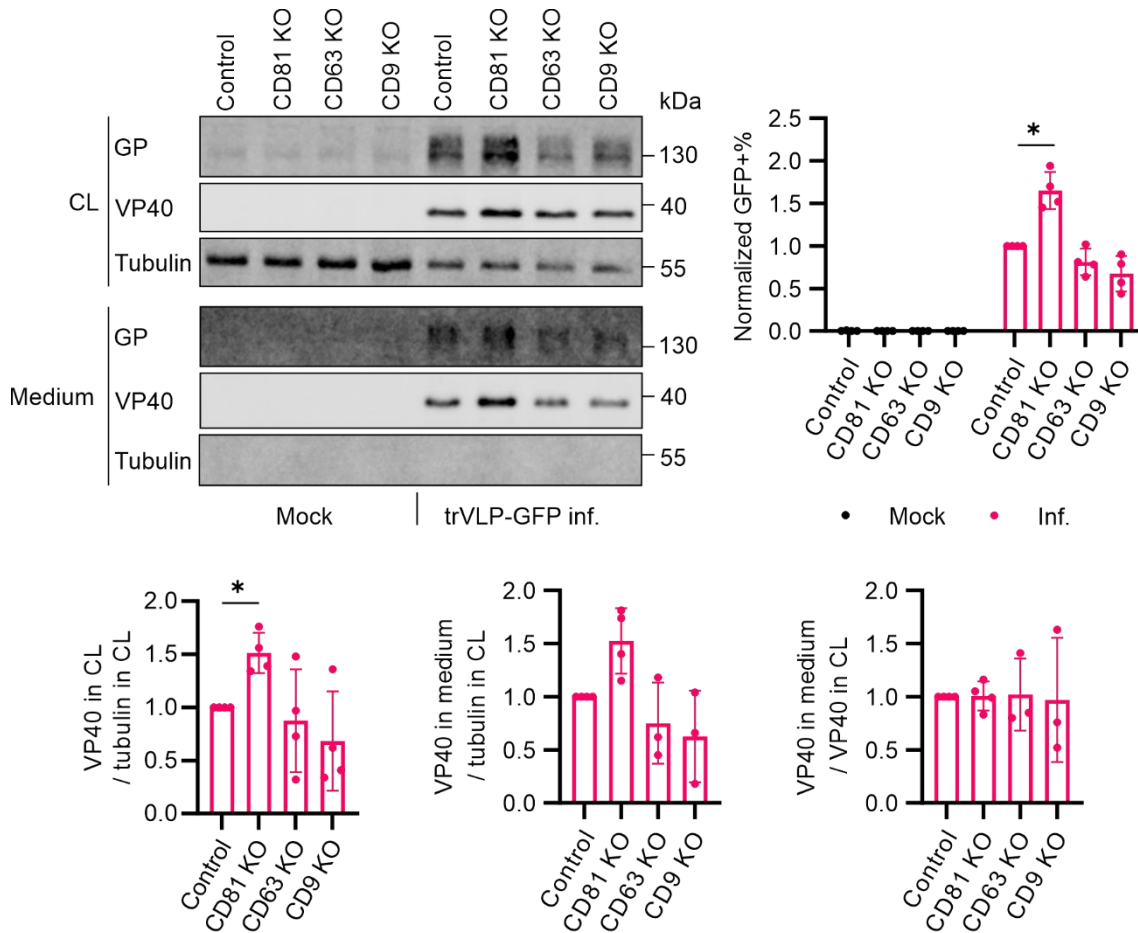 Control
CD81 KO
CD63 KO
CD9 KO
Control
CD81 KO
CD63 KO
CD9 KO
kDa
CL
GP
130
VP40
40
Tubulin
55
Medium
GP
130
VP40
40
Tubulin
55
Mock
trVLP-GFP inf.
Normalized GFP+%
2.5
2.0
1.5
1.0
0.5
0.0
*
Control
CD81 KO
CD63 KO
CD9 KO
Control
CD81 KO
CD63 KO
CD9 KO
Mock
Inf.
VP40 in CL
/ tubulin in CL
2.0
1.5
1.0
0.5
0.0
*
Control
CD81 KO
CD63 KO
CD9 KO
VP40 in medium
/ tubulin in CL
2.0
1.5
1.0
0.5
0.0
Control
CD81 KO
CD63 KO
CD9 KO
VP40 in medium
/ VP40 in CL
2.0
1.5
1.0
0.5
0.0
Control
CD81 KO
CD63 KO
CD9 KO